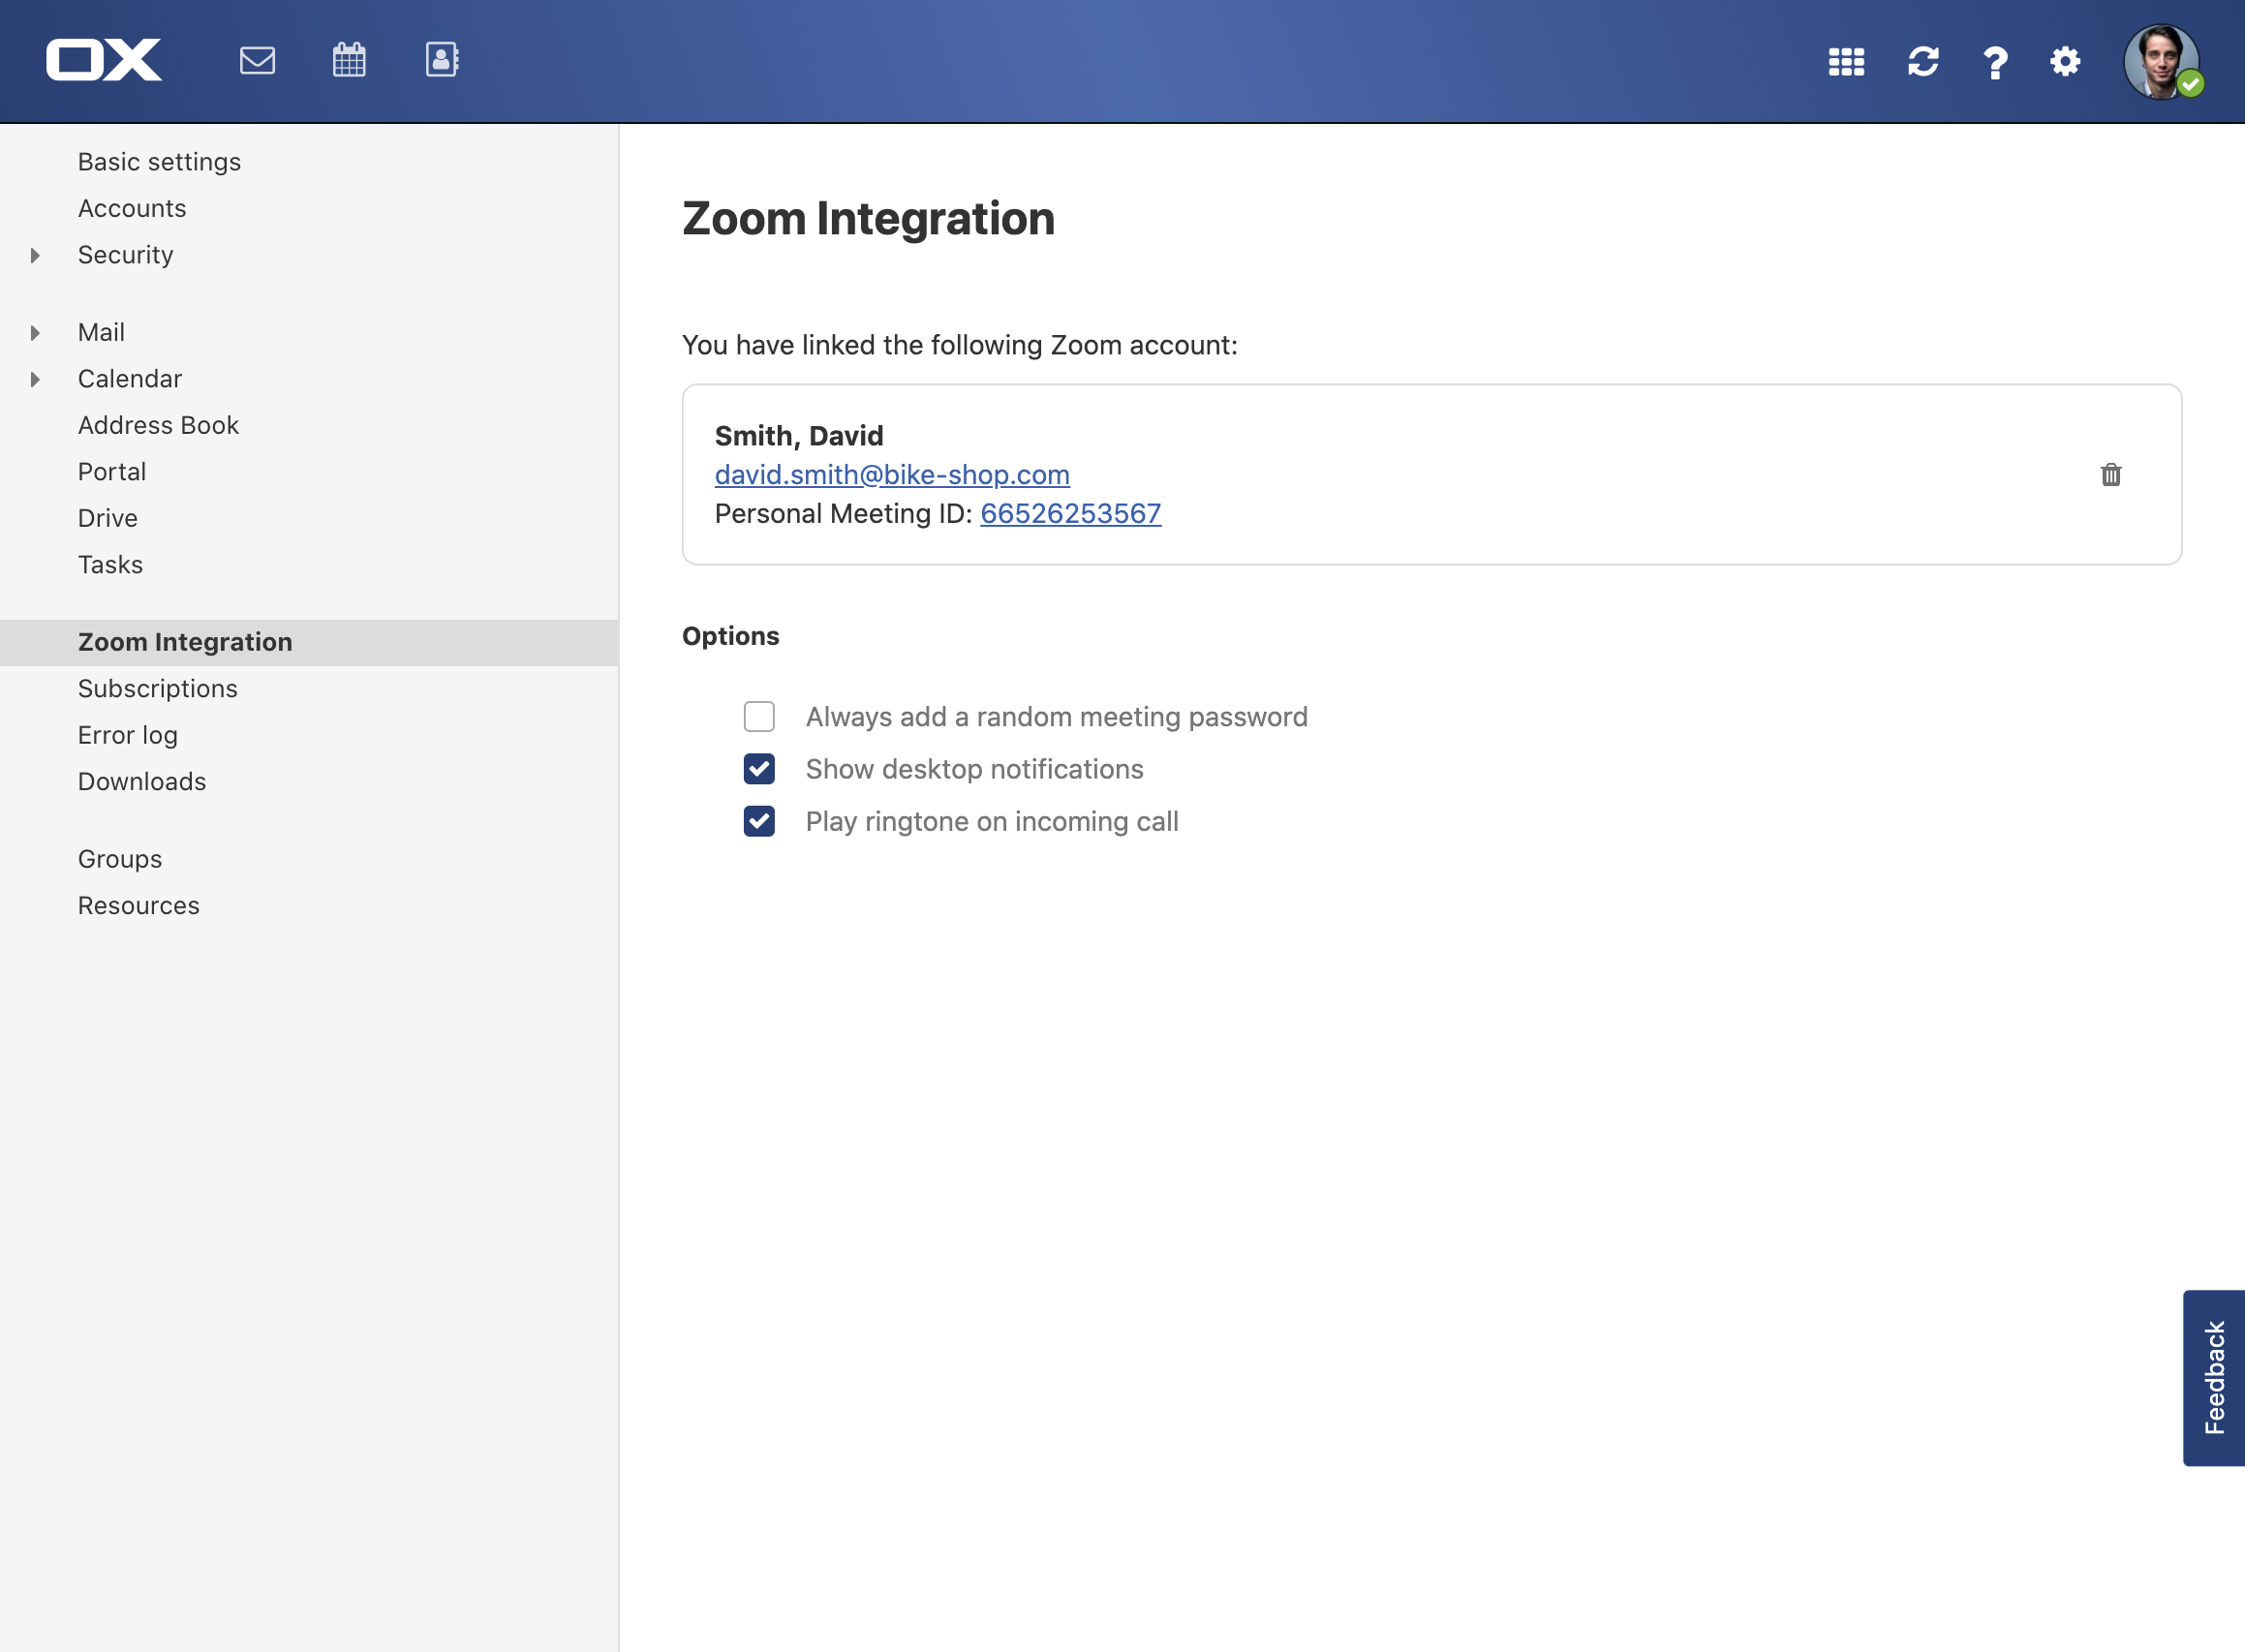 OX
Basic settings
Accounts
Security
Mail
Calendar
Address Book
Portal
Drive
Tasks
Zoom Integration
Subscriptions
Error log
Downloads
Groups
Resources
Zoom Integration
You have linked the following Zoom account:
Smith, David
david.smith@bike-shop.com
Personal Meeting ID: 66526253567
Options
Always add a random meeting password
Show desktop notifications
Play ringtone on incoming call
Feedback